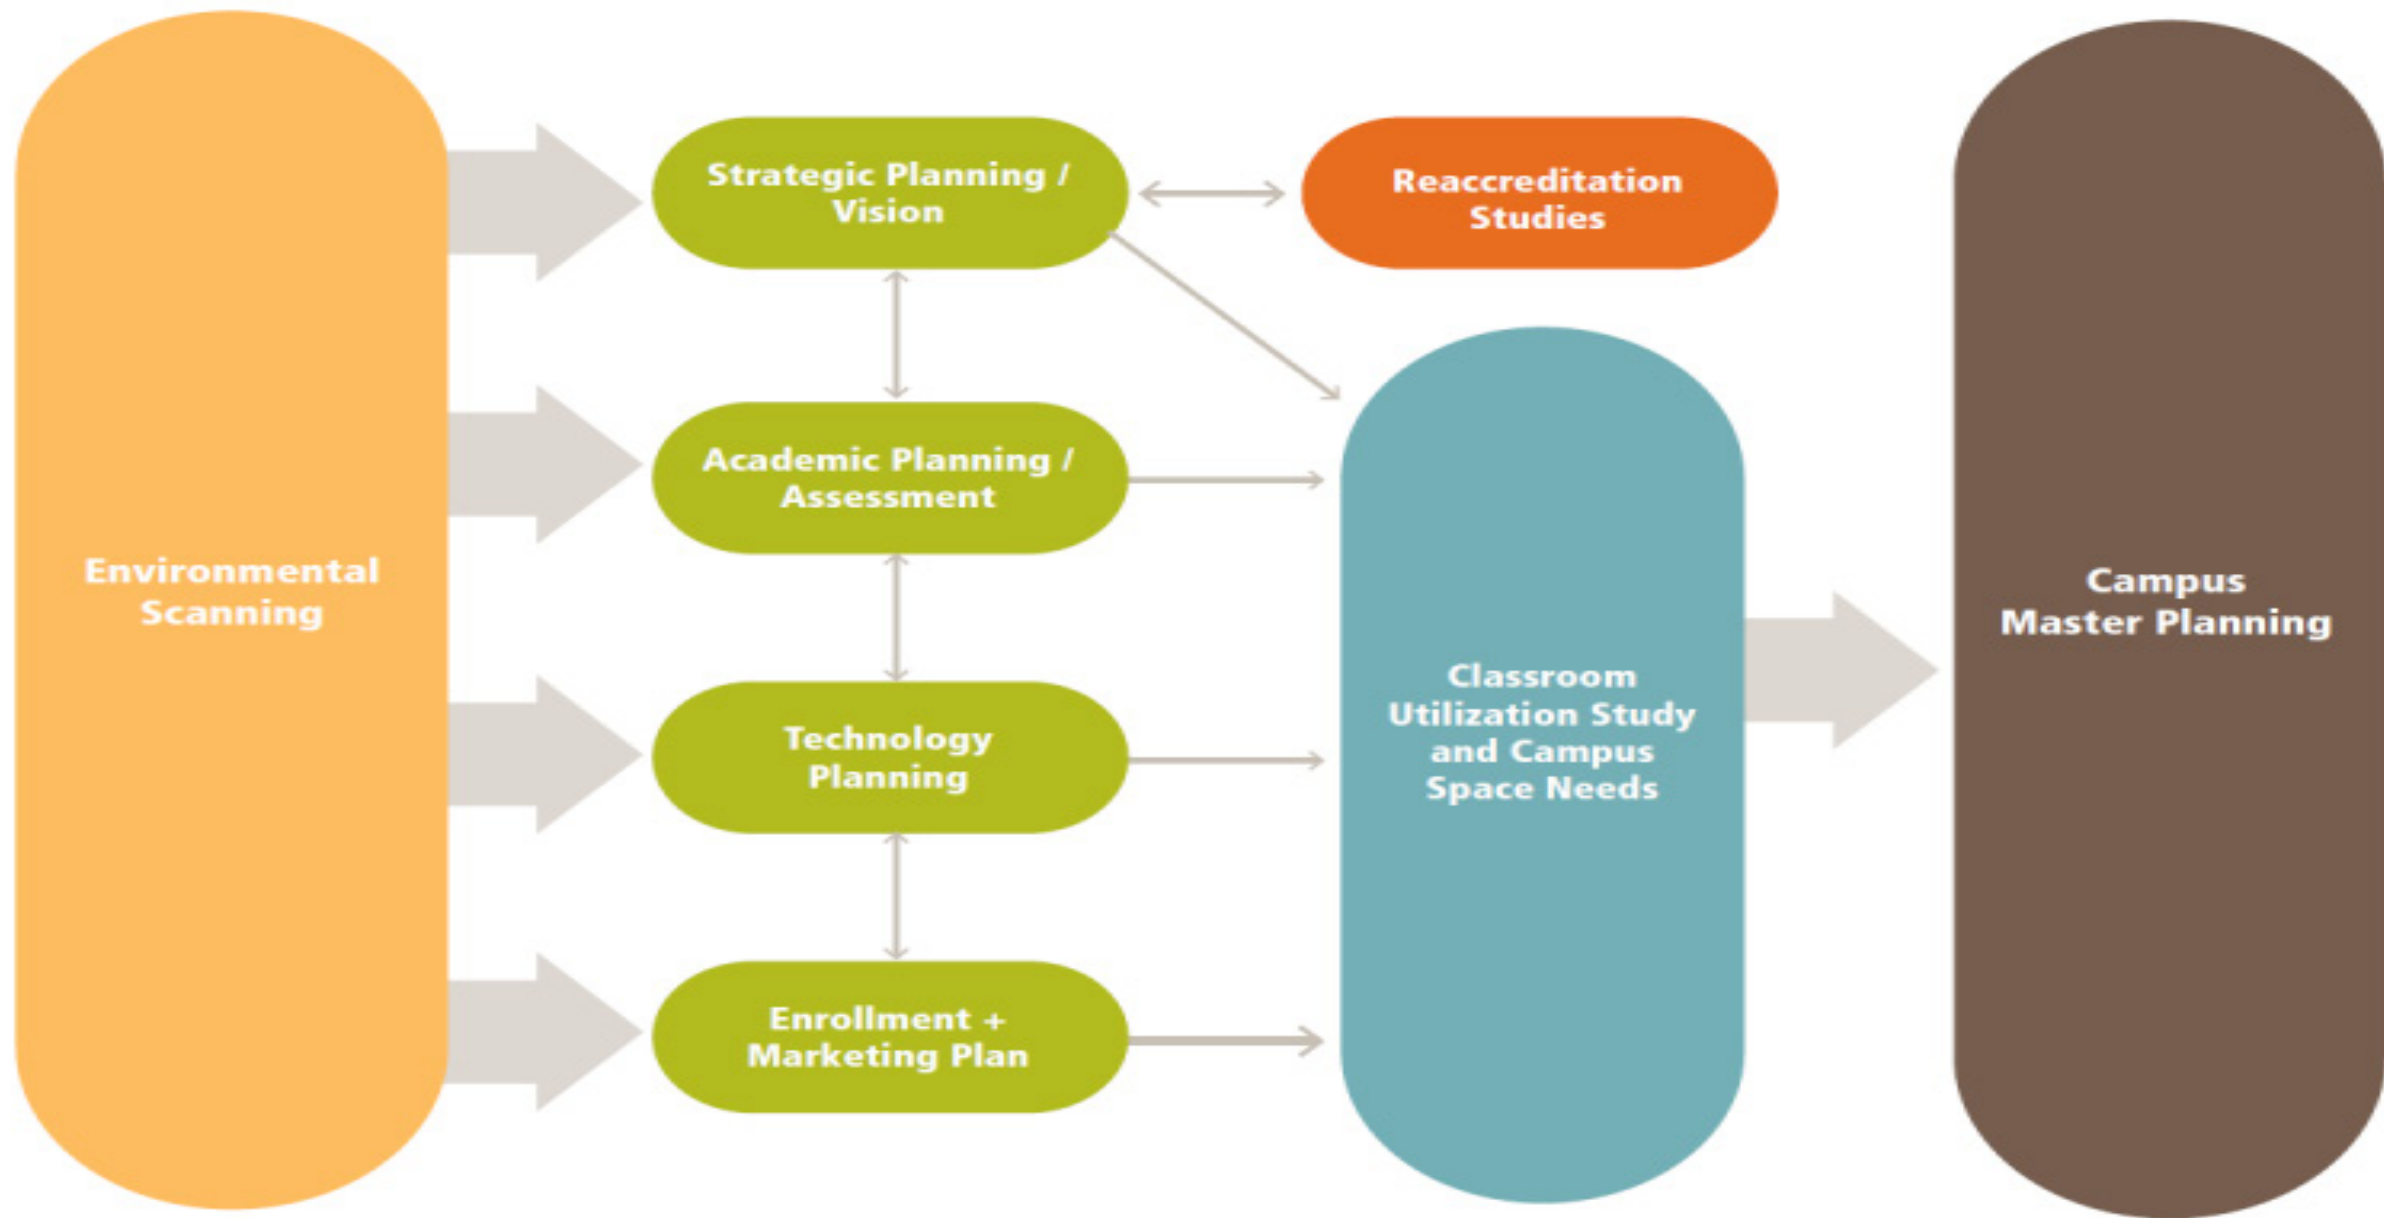 Environmental
Scanning
Strategic Planning /
Vision
Academic Planning /
Assessment
Technology
Planning
Enrollment +
Marketing Plan
Reaccreditation
Studies
Classroom
Utilization Study
and Campus
Space Needs
Campus
Master Planning